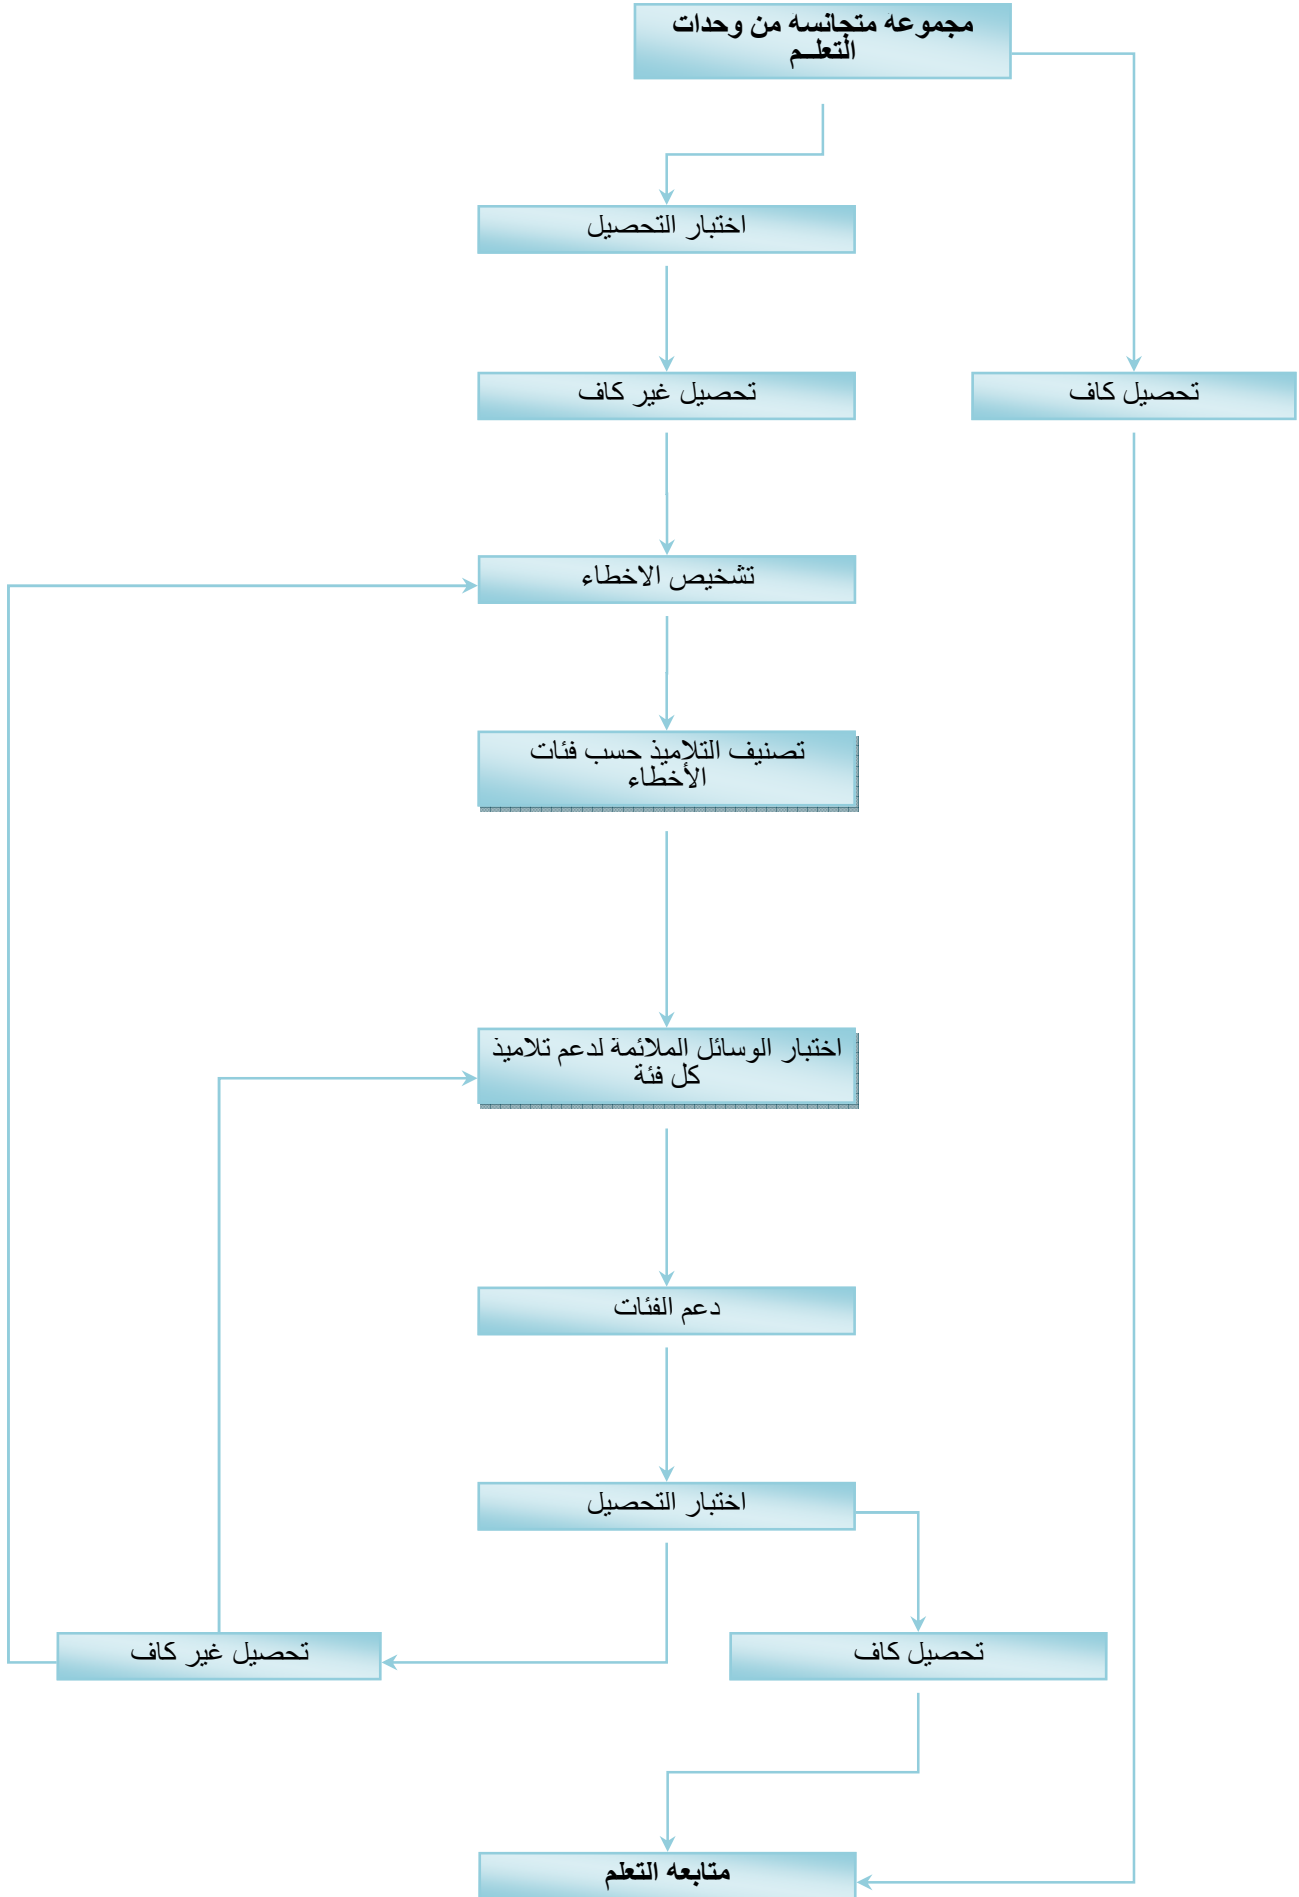 مجموعه متجانسه من وحدات
التعلــم
اختبار التحصيل
تحصيل غير كاف
تحصيل كاف
تشخيص الاخطاء
تصنيف التلاميذ حسب فئات
الأخطاء
اختبار الوسائل الملائمة لدعم تلاميذ
كل فئة
دعم الفئات
اختبار التحصيل
تحصيل كاف
تحصيل غير كاف
متابعه التعلم